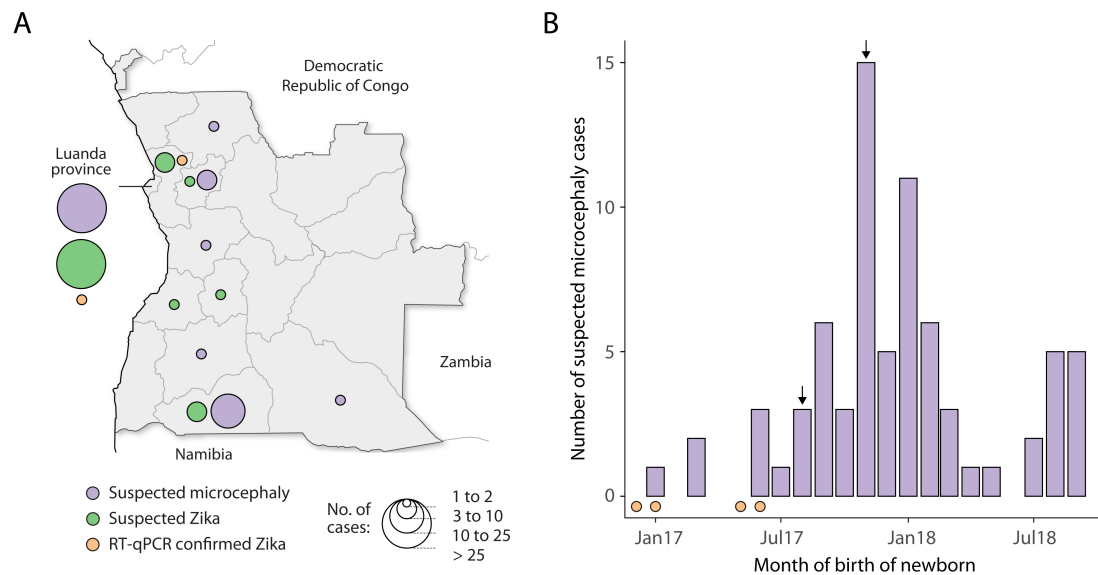 A
Democratic
Republic of Congo
Luanda
province
Zambia
Namibia
Suspected microcephaly
Suspected Zika
RT-qPCR confirmed Zika
No. of
cases:
1 to 2
3 to 10
10 to 25
> 25
B
Number of suspected microcephaly cases
15
10
5
0
Jan17
Jul17
Jan18
Jul18
Month of birth of newborn